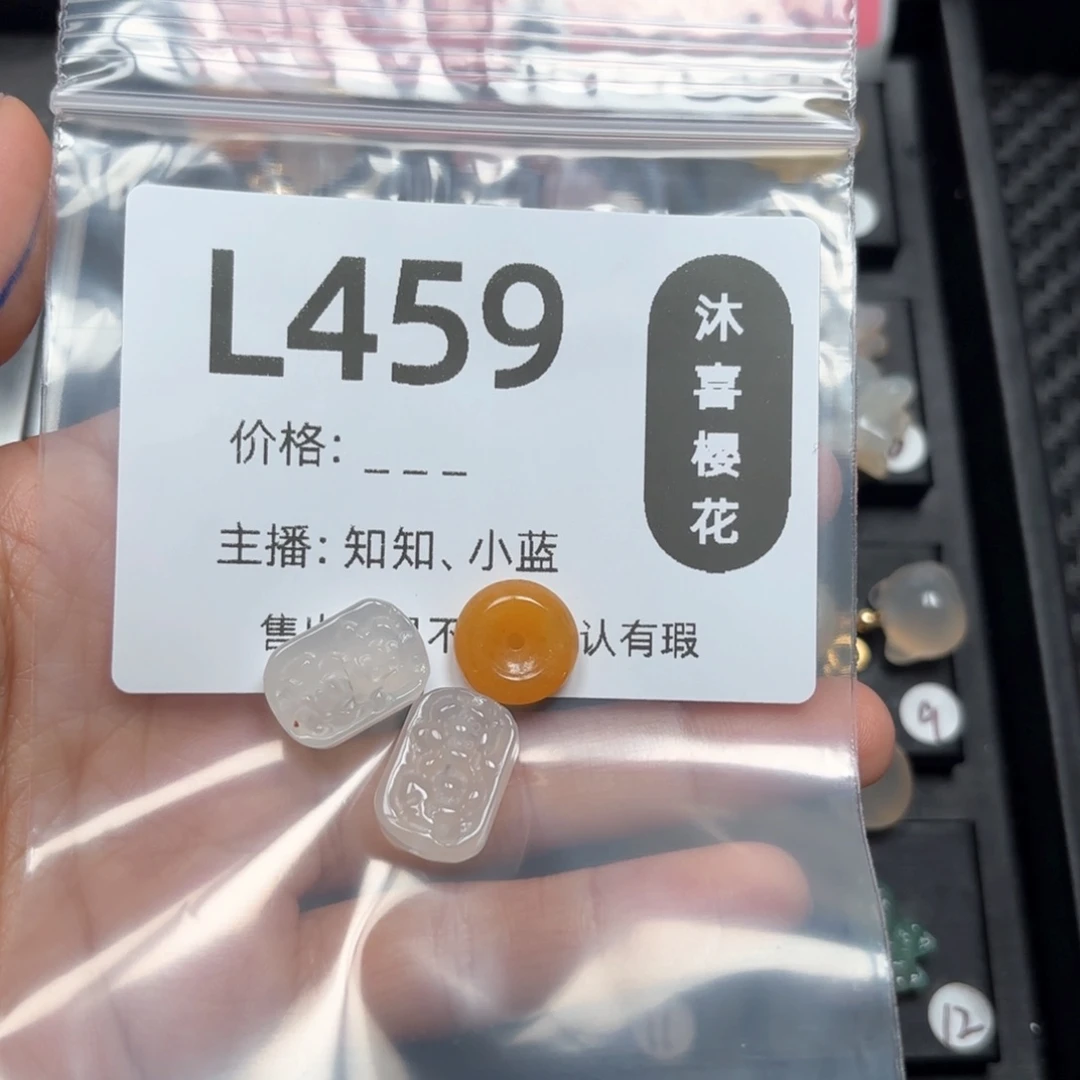 L459
沐喜樱花
价格: _ _ _
主播: 知知、小蓝
售 不 认有瑕
9
12